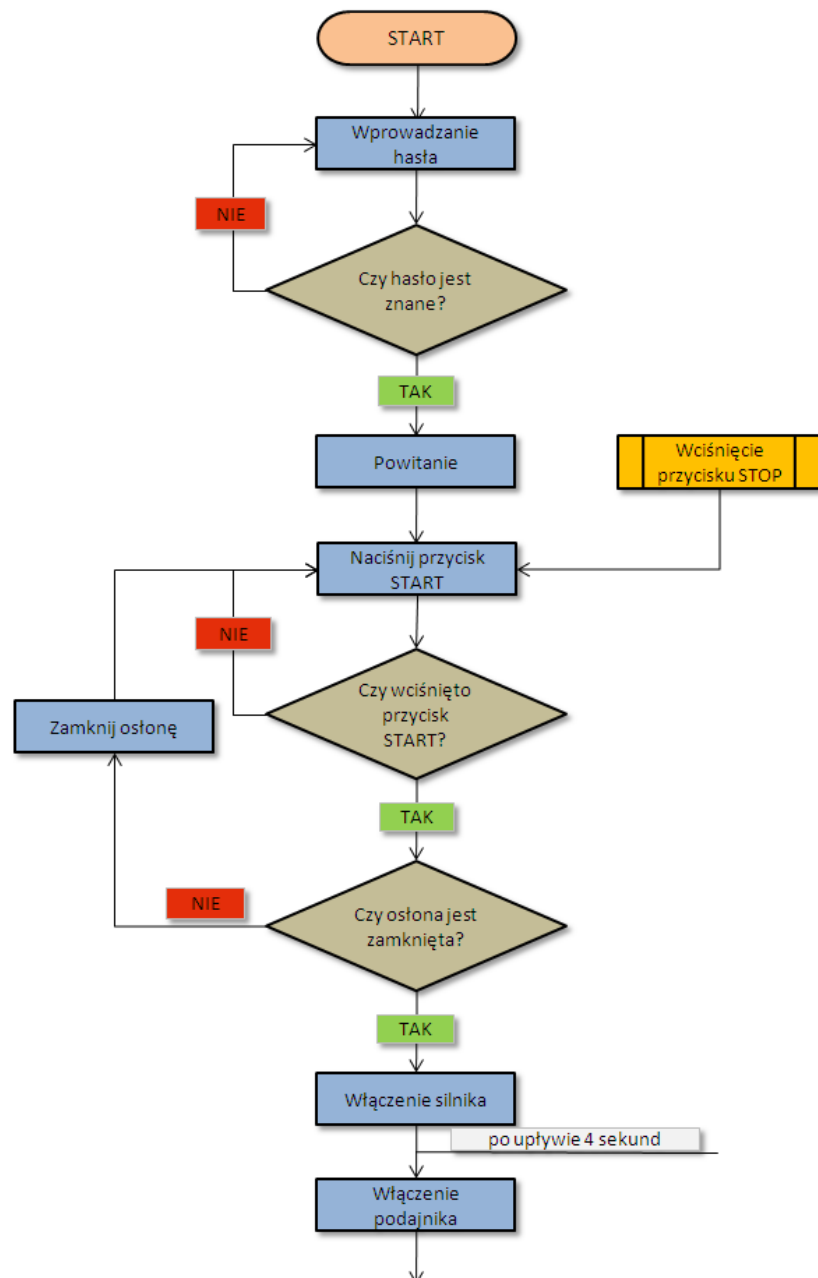 START
Wprowadzanie
hasła
NIE
Czy hasło jest
znane?
TAK
Powitanie
Wciśnięcie
przycisku STOP
Naciśnij przycisk
START
NIE
Czy wciśnięto
przycisk
START?
Zamknij osłonę
TAK
NIE
Czy osłona jest
zamknięta?
TAK
Włączenie silnika
po upływie 4 sekund
Włączenie
podajnika